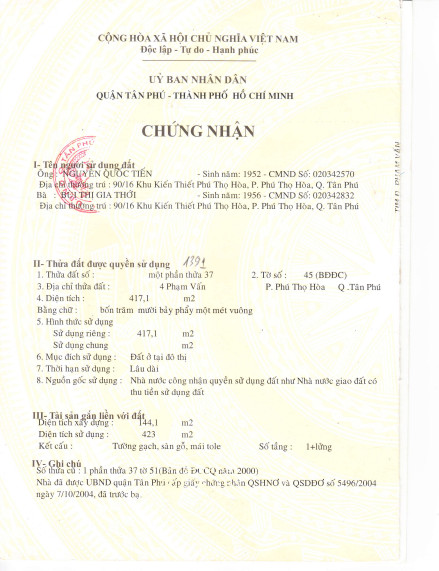 CỘNG HÒA XÃ HỘI CHỦ NGHĨA VIỆT NAM
Độc lập - Tự do - Hạnh phúc
UỶ BAN NHÂN DÂN
QUẬN TÂN PHÚ - THÀNH PHỐ HỒ CHÍ MINH
CHỨNG NHẬN
I- Tên người sử dụng đất
Ông : NGUYỄN QUỐC TIẾN - Sinh năm: 1952 - CMND Số: 020342570
Địa chỉ thường trú : 90/16 Khu Kiến Thiết Phú Thọ Hòa, P. Phú Thọ Hòa, Q. Tân Phú
Bà : BÙI THỊ GIA THỚI - Sinh năm: 1956 - CMND Số: 020342832
Địa chỉ thường trú : 90/16 Khu Kiến Thiết Phú Thọ Hòa, P. Phú Thọ Hòa, Q. Tân Phú
II- Thửa đất được quyền sử dụng
1. Thửa đất số : một phần thửa 37 2. Tờ số : 45 (BĐĐC)
3. Địa chỉ thửa đất : 4 Phạm Vấn P. Phú Thọ Hòa Q .Tân Phú
4. Diện tích : 417,1 m2
Bằng chữ : bốn trăm mười bảy phẩy một mét vuông
5. Hình thức sử dụng
Sử dụng riêng : 417,1 m2
Sử dụng chung m2
6. Mục đích sử dụng : Đất ở tại đô thị
7. Thời hạn sử dụng : Lâu dài
8. Nguồn gốc sử dụng : Nhà nước công nhận quyền sử dụng đất như Nhà nước giao đất có
thu tiền sử dụng đất
III- Tài sản gắn liền với đất
Diện tích xây dựng : 144,1 m2
Diện tích sử dụng : 423 m2
Kết cấu : Tường gạch, sàn gỗ, mái tole Số tầng : 1+lửng
IV- Ghi chú
Số thửa cũ : 1 phần thửa 37 tờ 51(Bản đồ ĐCCQ năm 2000)
Nhà đã được UBND quận Tân Phú cấp giấy chứng nhận QSHNƠ và QSDĐƠ số 5496/2004
ngày 7/10/2004, đã trước bạ.